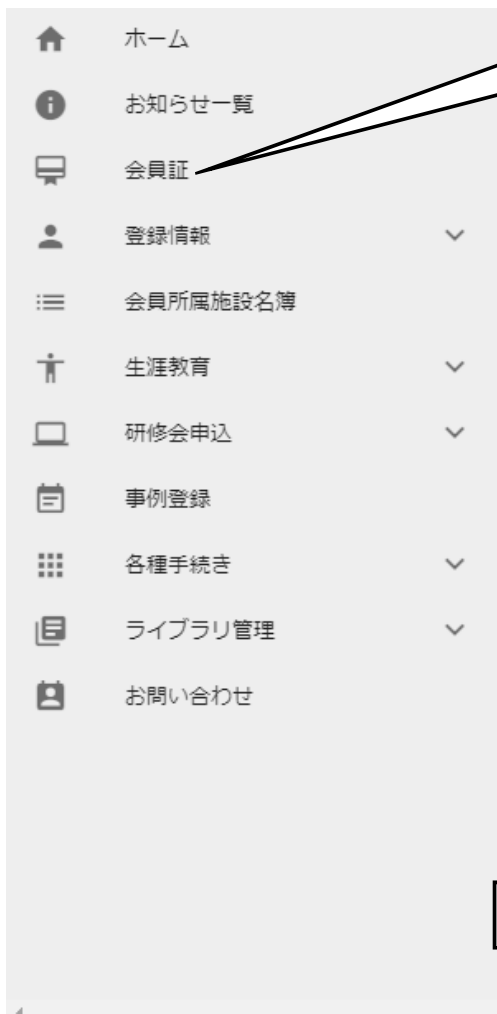 ホーム
お知らせ一覧
会員証
登録情報
会員所属施設名簿
生涯教育
研修会申込
事例登録
各種手続き
ライブラリ管理
お問い合わせ